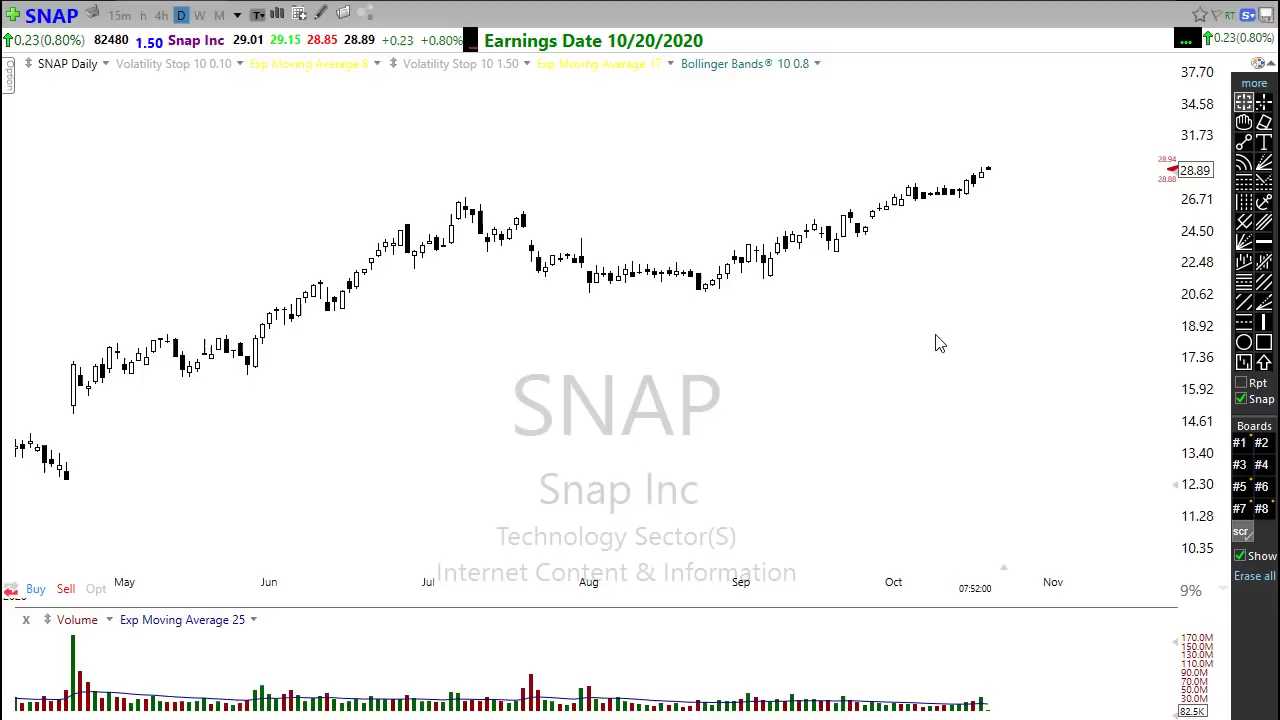 SNAP 15m h 4h D W M T RT S
0.23(0.80%) 82480 1.50 Snap Inc 29.01 29.15 28.85 28.89 +0.23 +0.80% Earnings Date 10/20/2020 ... 0.23(0.80%)
Option
SNAP Daily Volatility Stop 10 0.10 Exp Moving Average 8 Volatility Stop 10 1.50 Exp Moving Average 17 Bollinger Bands® 10 0.8
37.70
34.58
31.73
28.94
28.89
28.88
26.71
24.50
22.48
20.62
18.92
17.36
15.92
14.61
13.40
12.30
11.28
10.35
9%
more
T
Rpt
Snap
Boards
#1 #2
#3 #4
#5 #6
#7 #8
scr
Show
Erase all
SNAP
Snap Inc
Technology Sector(S)
Internet Content & Information
May Jun Jul Aug Sep Oct Nov
Buy Sell Opt 07:52:00
x Volume Exp Moving Average 25
170.0M
150.0M
130.0M
110.0M
90.0M
70.0M
50.0M
30.0M
82.5K